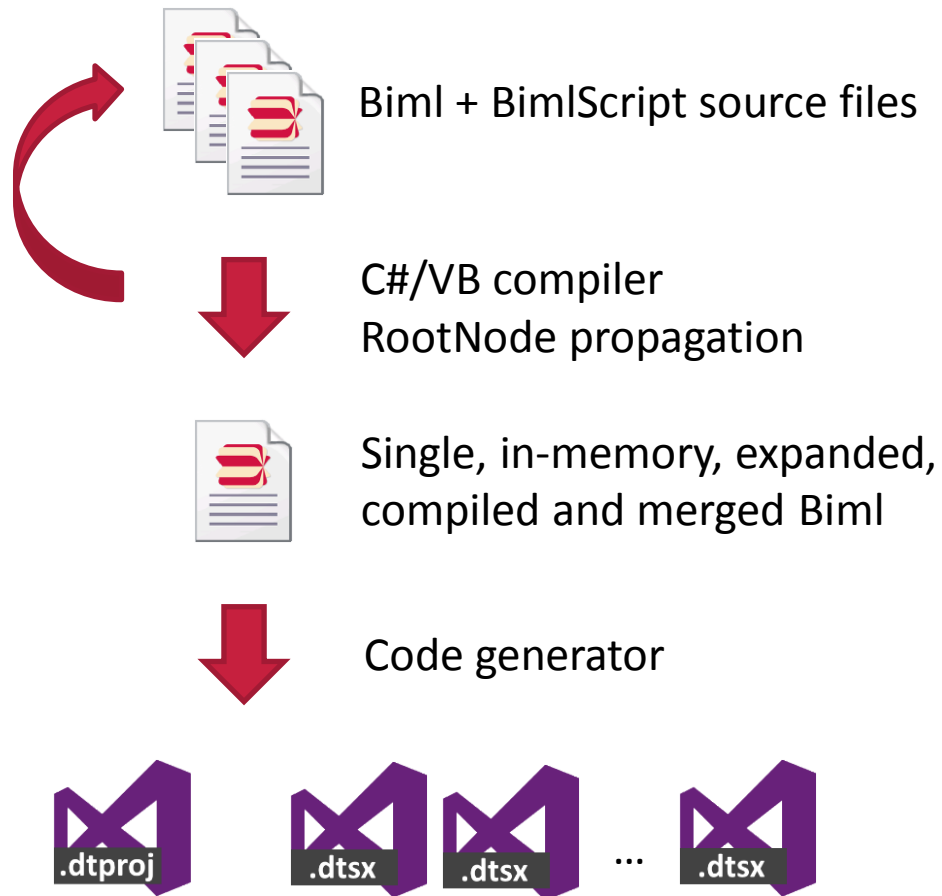 Biml + BimlScript source files
C#/VB compiler
RootNode propagation
Single, in-memory, expanded,
compiled and merged Biml
Code generator
.dtproj .dtsx .dtsx ... .dtsx